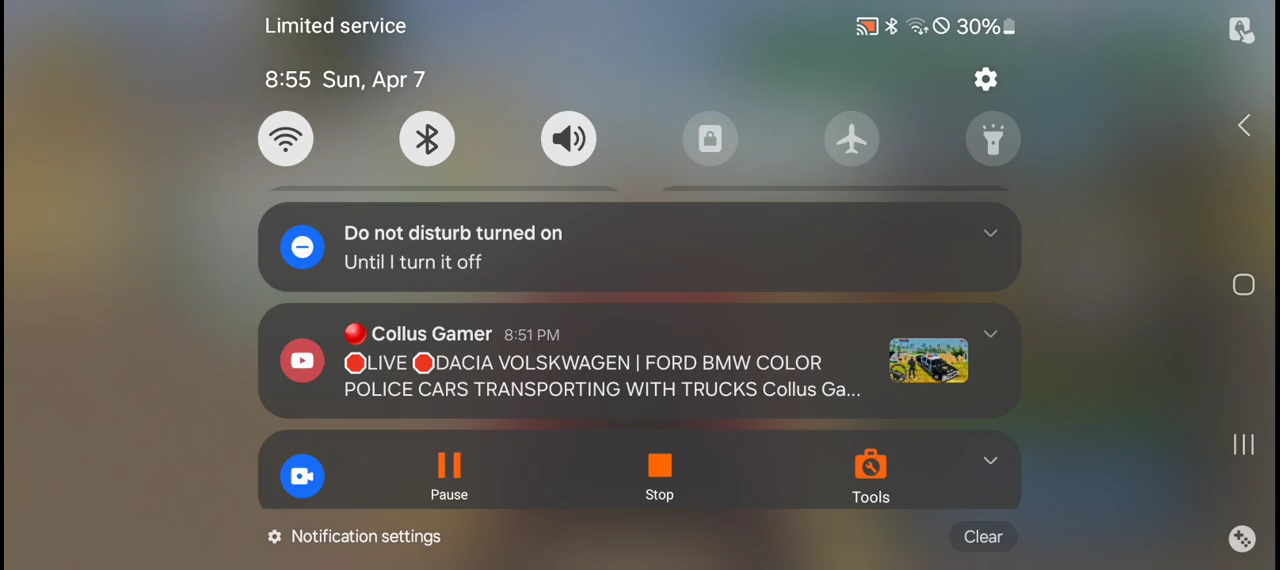 Limited service
30%
8:55 Sun, Apr 7
Do not disturb turned on
Until I turn it off
🔴 Collus Gamer 8:51 PM
🛑LIVE 🛑DACIA VOLSKWAGEN | FORD BMW COLOR
POLICE CARS TRANSPORTING WITH TRUCKS Collus Ga...
Pause
Stop
Tools
Notification settings
Clear